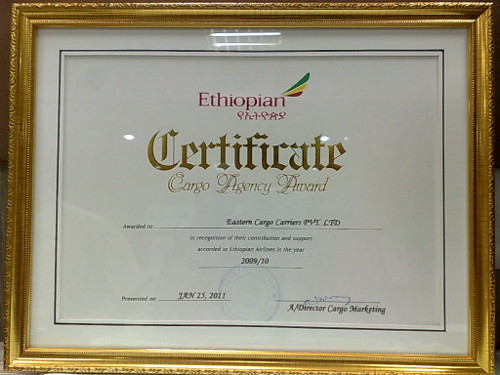 Ethiopian
የኢትዮጵያ
Certificate
Cargo Agency Award
Awarded to Eastern Cargo Carriers PVT. LTD
in recognition of their contribution and support
accorded to Ethiopian Airlines in the year
2009/10
Presented on JAN 25, 2011
A/Director Cargo Marketing